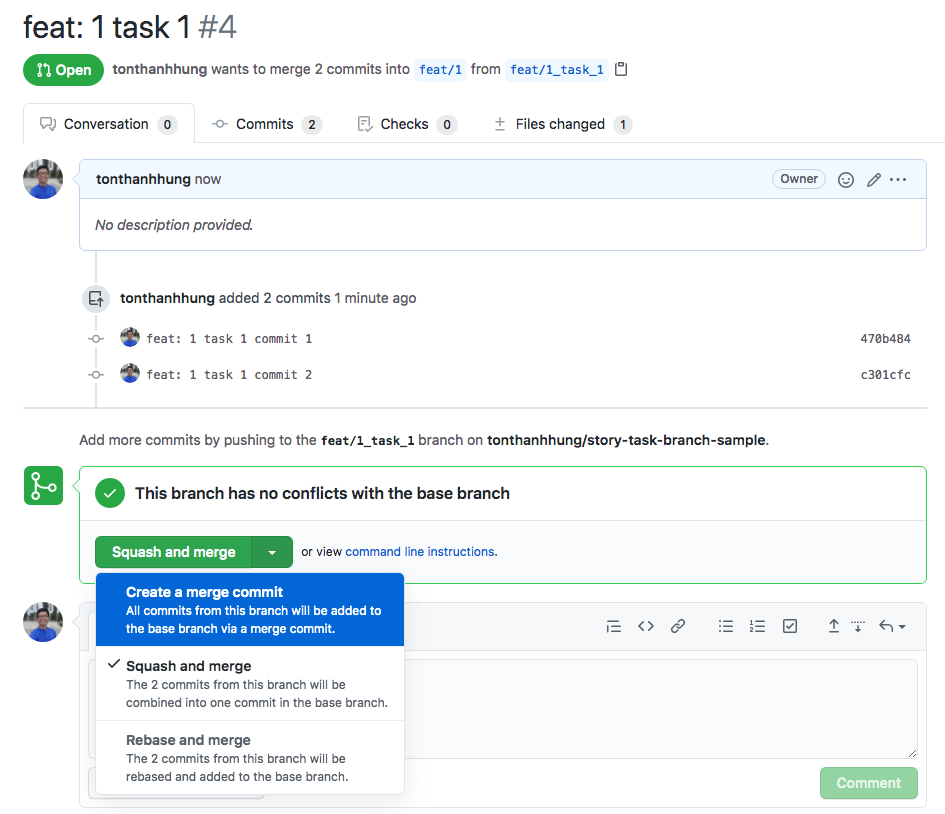 feat: 1 task 1 #4
Open
tonthanhhung wants to merge 2 commits into feat/1 from feat/1_task_1
Conversation 0
Commits 2
Checks 0
Files changed 1
tonthanhhung now
Owner
No description provided.
tonthanhhung added 2 commits 1 minute ago
feat: 1 task 1 commit 1 470b484
feat: 1 task 1 commit 2 c301cfc
Add more commits by pushing to the feat/1_task_1 branch on tonthanhhung/story-task-branch-sample.
This branch has no conflicts with the base branch
Squash and merge
or view command line instructions.
Create a merge commit
All commits from this branch will be added to
the base branch via a merge commit.
Squash and merge
The 2 commits from this branch will be
combined into one commit in the base branch.
Rebase and merge
The 2 commits from this branch will be
rebased and added to the base branch.
Comment